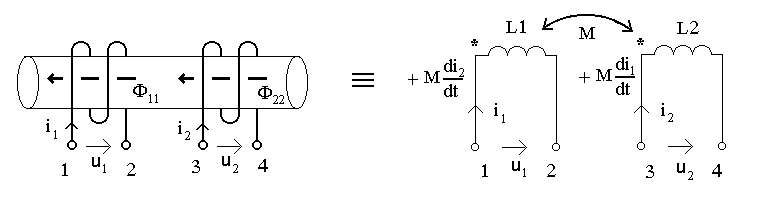 Φ11 Φ22
i1 i2
1 u1 2 3 u2 4
≡
L1 M L2
* *
+ M di2/dt + M di1/dt
i1 i2
1 u1 2 3 u2 4